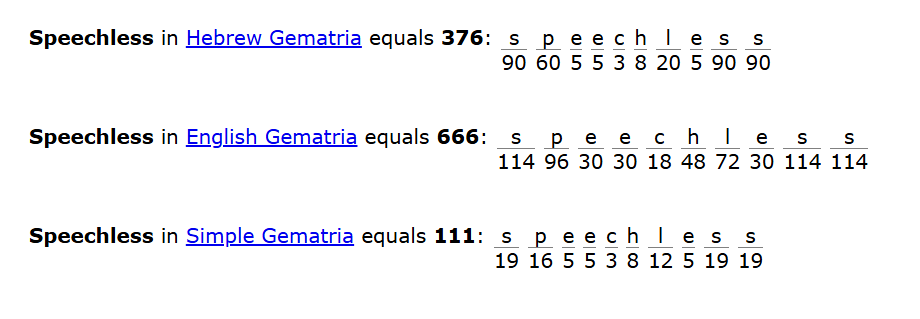 Speechless in Hebrew Gematria equals 376: s p e e c h l e s s
90 60 5 5 3 8 20 5 90 90
Speechless in English Gematria equals 666: s p e e c h l e s s
114 96 30 30 18 48 72 30 114 114
Speechless in Simple Gematria equals 111: s p e e c h l e s s
19 16 5 5 3 8 12 5 19 19